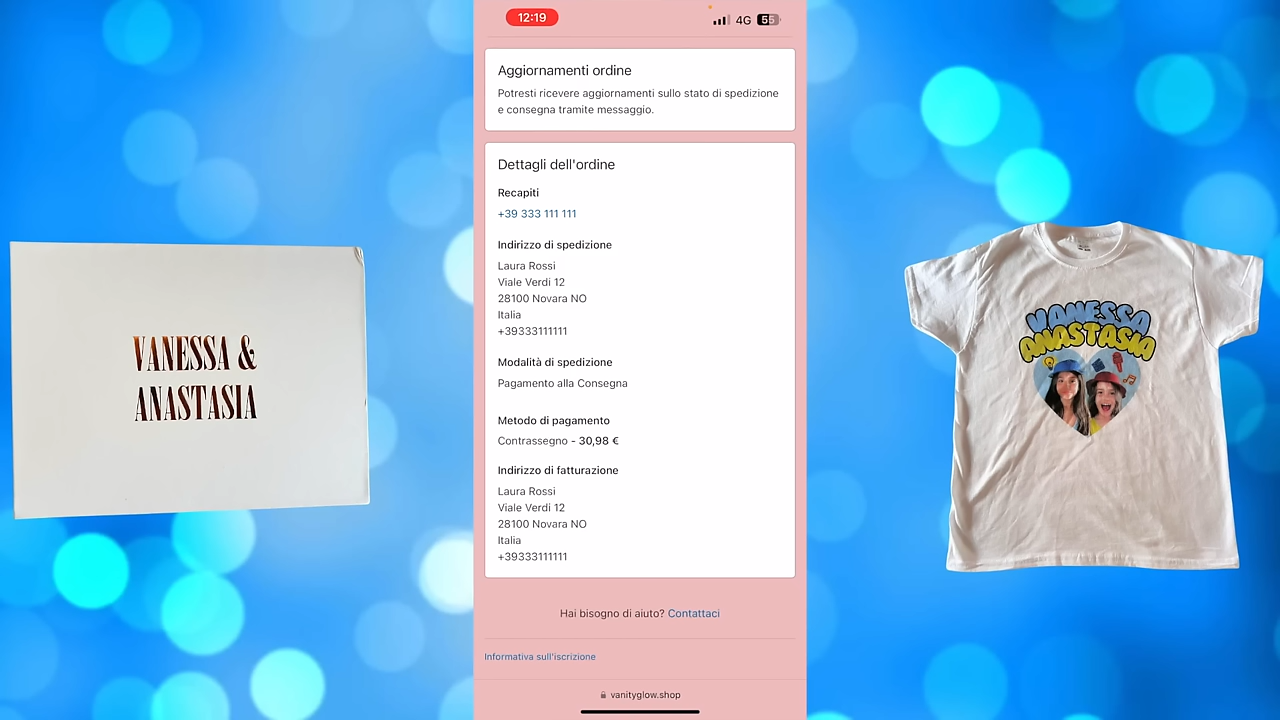 VANESSA &
ANASTASIA
12:19
4G
55
Aggiornamenti ordine
Potresti ricevere aggiornamenti sullo stato di spedizione
e consegna tramite messaggio.
Dettagli dell'ordine
Recapiti
+39 333 111 111
Indirizzo di spedizione
Laura Rossi
Viale Verdi 12
28100 Novara NO
Italia
+39333111111
Modalità di spedizione
Pagamento alla Consegna
Metodo di pagamento
Contrassegno - 30,98 €
Indirizzo di fatturazione
Laura Rossi
Viale Verdi 12
28100 Novara NO
Italia
+39333111111
Hai bisogno di aiuto? Contattaci
Informativa sull'iscrizione
vanityglow.shop
VANESSA
ANASTASIA